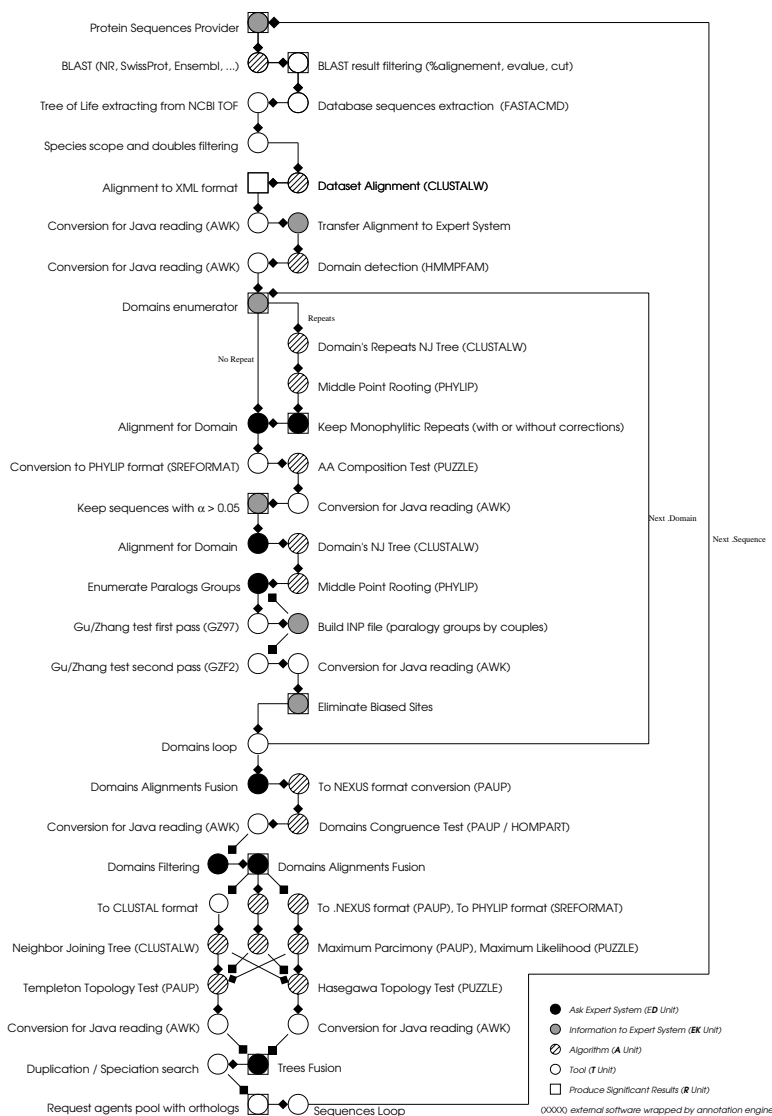 Protein Sequences Provider
BLAST (NR, SwissProt, Ensembl, ...)
BLAST result filtering (%alignement, evalue, cut)
Tree of Life extracting from NCBI TOF
Database sequences extraction (FASTACMD)
Species scope and doubles filtering
Alignment to XML format
Dataset Alignment (CLUSTALW)
Conversion for Java reading (AWK)
Transfer Alignment to Expert System
Conversion for Java reading (AWK)
Domain detection (HMMPFAM)
Domains enumerator
Repeats
Domain's Repeats NJ Tree (CLUSTALW)
No Repeat
Middle Point Rooting (PHYLIP)
Alignment for Domain
Keep Monophylitic Repeats (with or without corrections)
Conversion to PHYLIP format (SREFORMAT)
AA Composition Test (PUZZLE)
Keep sequences with α > 0.05
Conversion for Java reading (AWK)
Next .Domain
Next .Sequence
Alignment for Domain
Domain's NJ Tree (CLUSTALW)
Enumerate Paralogs Groups
Middle Point Rooting (PHYLIP)
Gu/Zhang test first pass (GZ97)
Build INP file (paralogy groups by couples)
Gu/Zhang test second pass (GZF2)
Conversion for Java reading (AWK)
Eliminate Biased Sites
Domains loop
Domains Alignments Fusion
To NEXUS format conversion (PAUP)
Conversion for Java reading (AWK)
Domains Congruence Test (PAUP / HOMPART)
Domains Filtering
Domains Alignments Fusion
To CLUSTAL format
To .NEXUS format (PAUP), To PHYLIP format (SREFORMAT)
Neighbor Joining Tree (CLUSTALW)
Maximum Parcimony (PAUP), Maximum Likelihood (PUZZLE)
Templeton Topology Test (PAUP)
Hasegawa Topology Test (PUZZLE)
Conversion for Java reading (AWK)
Conversion for Java reading (AWK)
Duplication / Speciation search
Trees Fusion
Request agents pool with orthologs
Sequences Loop
Ask Expert System (ED Unit)
Information to Expert System (EK Unit)
Algorithm (A Unit)
Tool (T Unit)
Produce Significant Results (R Unit)
(XXXX) external software wrapped by annotation engine